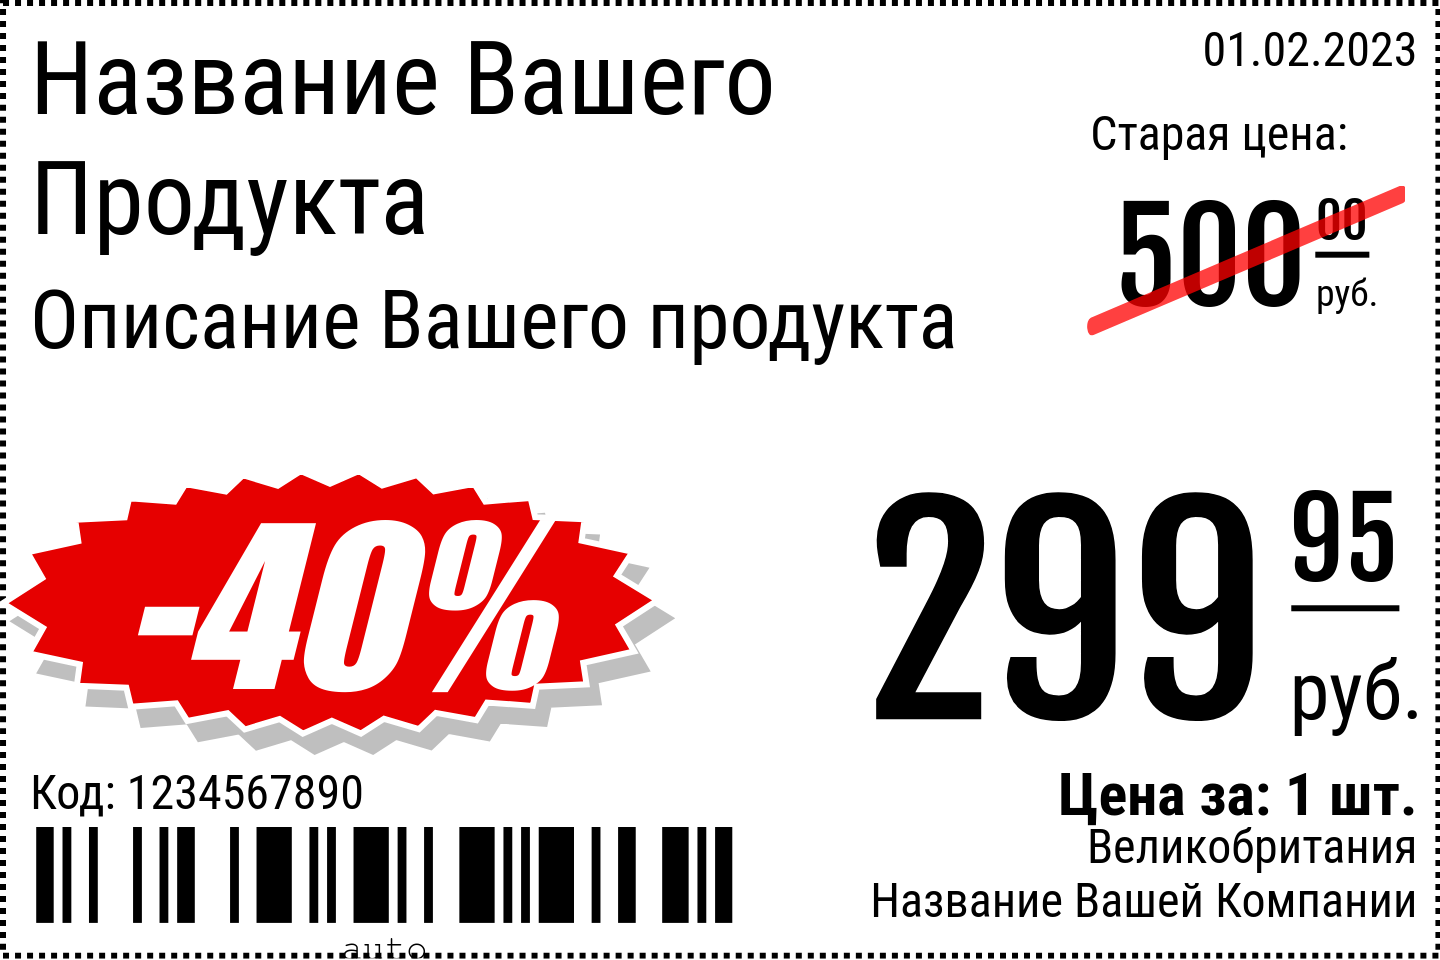 Название Вашего
Продукта
Описание Вашего продукта
01.02.2023
Старая цена:
500 00
руб.
-40%
299 95
руб.
Код: 1234567890
auto
Цена за: 1 шт.
Великобритания
Название Вашей Компании